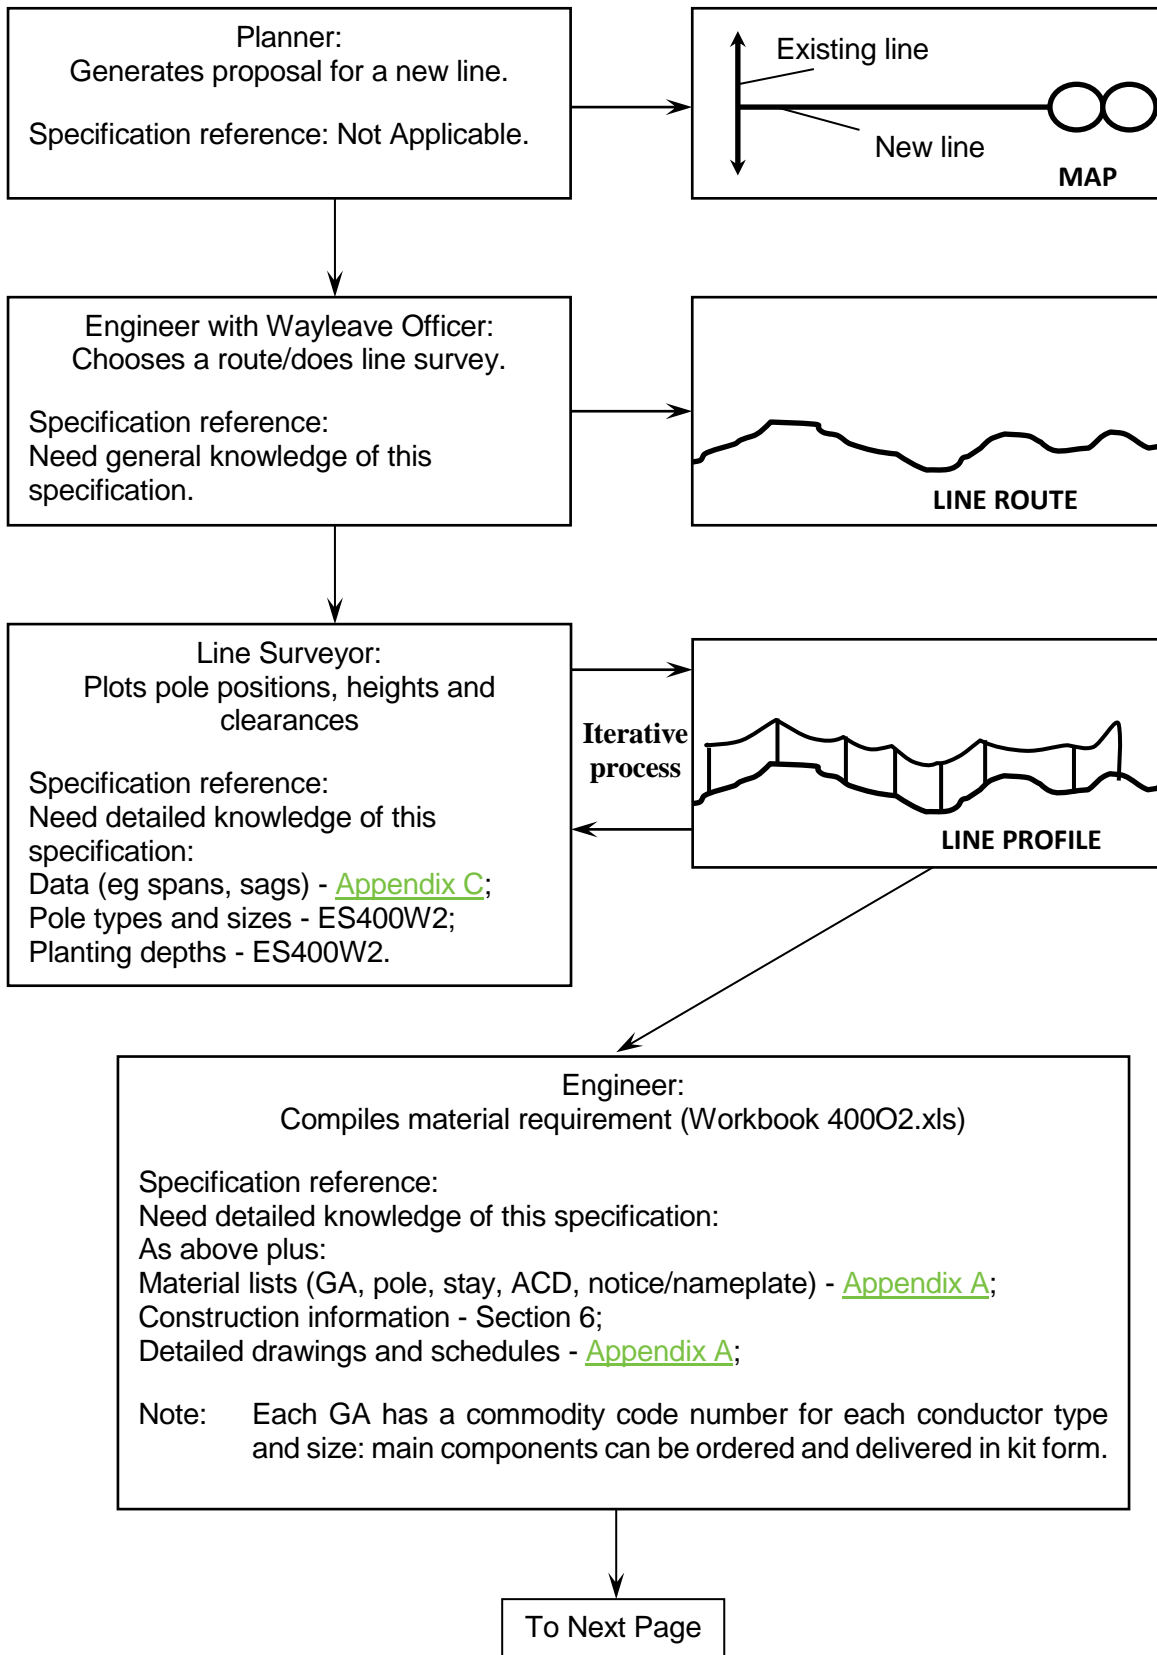 Planner:
Generates proposal for a new line.
Specification reference: Not Applicable.
Existing line
New line
MAP
Engineer with Wayleave Officer:
Chooses a route/does line survey.
Specification reference:
Need general knowledge of this
specification.
LINE ROUTE
Line Surveyor:
Plots pole positions, heights and
clearances
Specification reference:
Need detailed knowledge of this
specification:
Data (eg spans, sags) - Appendix C;
Pole types and sizes - ES400W2;
Planting depths - ES400W2.
Iterative
process
LINE PROFILE
Engineer:
Compiles material requirement (Workbook 400O2.xls)
Specification reference:
Need detailed knowledge of this specification:
As above plus:
Material lists (GA, pole, stay, ACD, notice/nameplate) - Appendix A;
Construction information - Section 6;
Detailed drawings and schedules - Appendix A;
Note: Each GA has a commodity code number for each conductor type
and size: main components can be ordered and delivered in kit form.
To Next Page